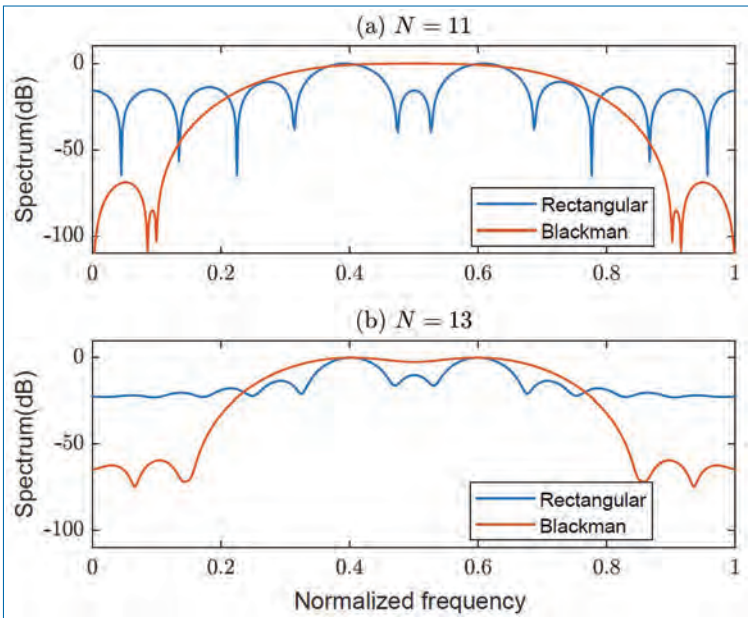 (a) N = 11
Spectrum(dB)
0
-50
-100
Rectangular
Blackman
0 0.2 0.4 0.6 0.8 1
(b) N = 13
Spectrum(dB)
0
-50
-100
Rectangular
Blackman
0 0.2 0.4 0.6 0.8 1
Normalized frequency